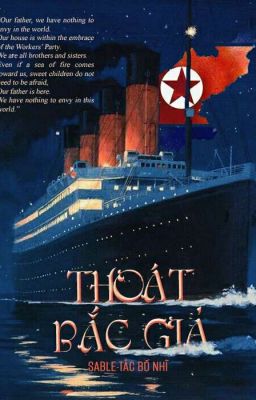 "Our father, we have nothing to
envy in the world.
Our house is within the embrace
of the Workers' Party.
We are all brothers and sisters.
Even if a sea of fire comes
toward us, sweet children do not
need to be afraid,
Our father is here.
We have nothing to envy in this
world."
THOÁT
BẮC GIẢ
SABLE TÁC BỐ NHĨ